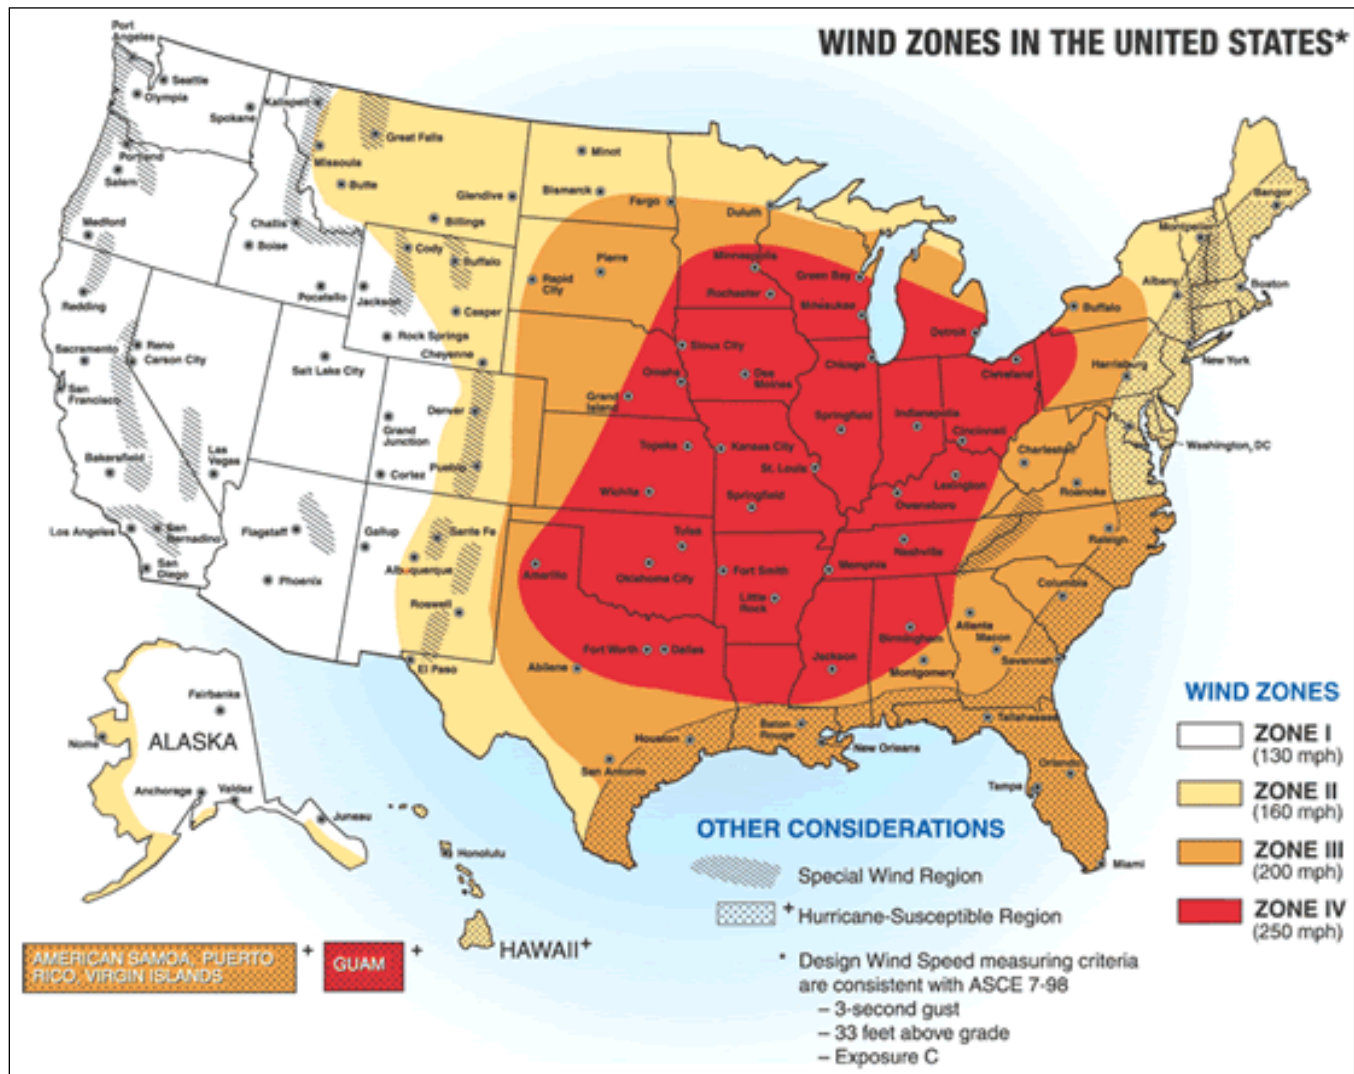 WIND ZONES IN THE UNITED STATES*
Port
Angeles
Seattle
Olympia
Spokane
Kalispell
Great Falls
Missoula
Butte
Glendive
Billings
Minot
Bismarck
Fargo
Duluth
Bangor
Montpelier
Portland
Salem
Medford
Challis
Boise
Pocatello
Cody
Buffalo
Jackson
Casper
Rock Springs
Cheyenne
Rapid
City
Pierre
Minneapolis
Rochester
Green Bay
Milwaukee
Detroit
Buffalo
Albany
Boston
New York
Redding
Reno
Carson City
Sacramento
San
Francisco
Salt Lake City
Sioux City
Omaha
Des
Moines
Chicago
Cleveland
Harrisburg
Washington, DC
Denver
Grand
Junction
Pueblo
Cortez
Grand
Island
Topeka
Kansas City
Springfield
Indianapolis
Cincinnati
Charleston
Bakersfield
Las
Vegas
Wichita
St. Louis
Springfield
Lexington
Owensboro
Roanoke
Los Angeles
San
Bernadino
San
Diego
Flagstaff
Phoenix
Gallup
Sante Fe
Albuquerque
Roswell
El Paso
Amarillo
Tulsa
Oklahoma City
Fort Smith
Little
Rock
Memphis
Nashville
Raleigh
Columbia
Atlanta
Macon
Savannah
Birmingham
Montgomery
Jackson
Fort Worth
Dallas
Abilene
Houston
San Antonio
Baton
Rouge
New Orleans
Tallahassee
Orlando
Tampa
Miami
Fairbanks
Nome
ALASKA
Anchorage
Valdez
Juneau
Honolulu
HAWAII+
AMERICAN SAMOA, PUERTO
RICO, VIRGIN ISLANDS
+
GUAM
+
OTHER CONSIDERATIONS
Special Wind Region
+ Hurricane-Susceptible Region
* Design Wind Speed measuring criteria
are consistent with ASCE 7-98
– 3-second gust
– 33 feet above grade
– Exposure C
WIND ZONES
ZONE I
(130 mph)
ZONE II
(160 mph)
ZONE III
(200 mph)
ZONE IV
(250 mph)